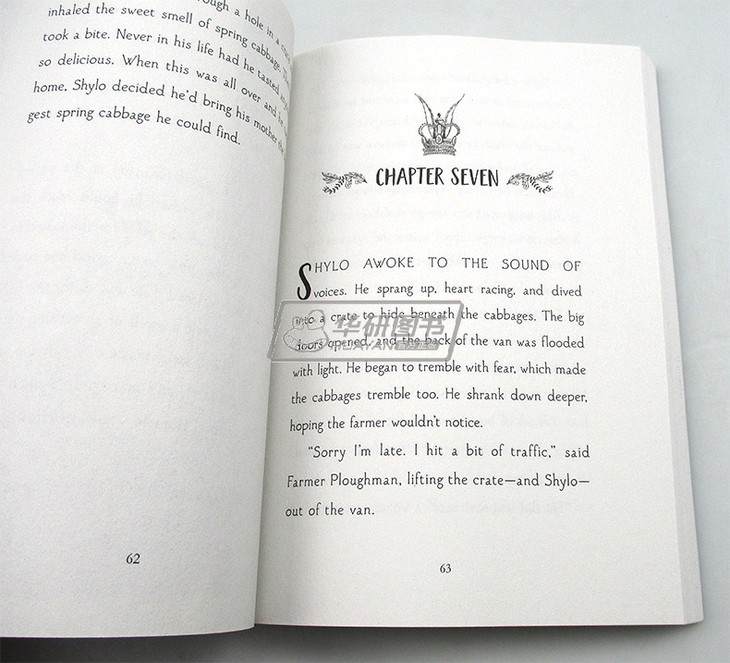 ough a hole in a
inhaled the sweet smell of spring cabbage.
took a bite. Never in his life had he tasted
so delicious. When this was all over and he
home, Shylo decided he'd bring his mother the
gest spring cabbage he could find.
62
CHAPTER SEVEN
SHYLO AWOKE TO THE SOUND OF
voices. He sprang up, heart racing, and dived
into a crate to hide beneath the cabbages. The big
doors opened, and the back of the van was flooded
with light. He began to tremble with fear, which made
the cabbages tremble too. He shrank down deeper,
hoping the farmer wouldn't notice.
"Sorry I'm late. I hit a bit of traffic," said
Farmer Ploughman, lifting the crate—and Shylo—
out of the van.
63
华研图书
HUAYAN